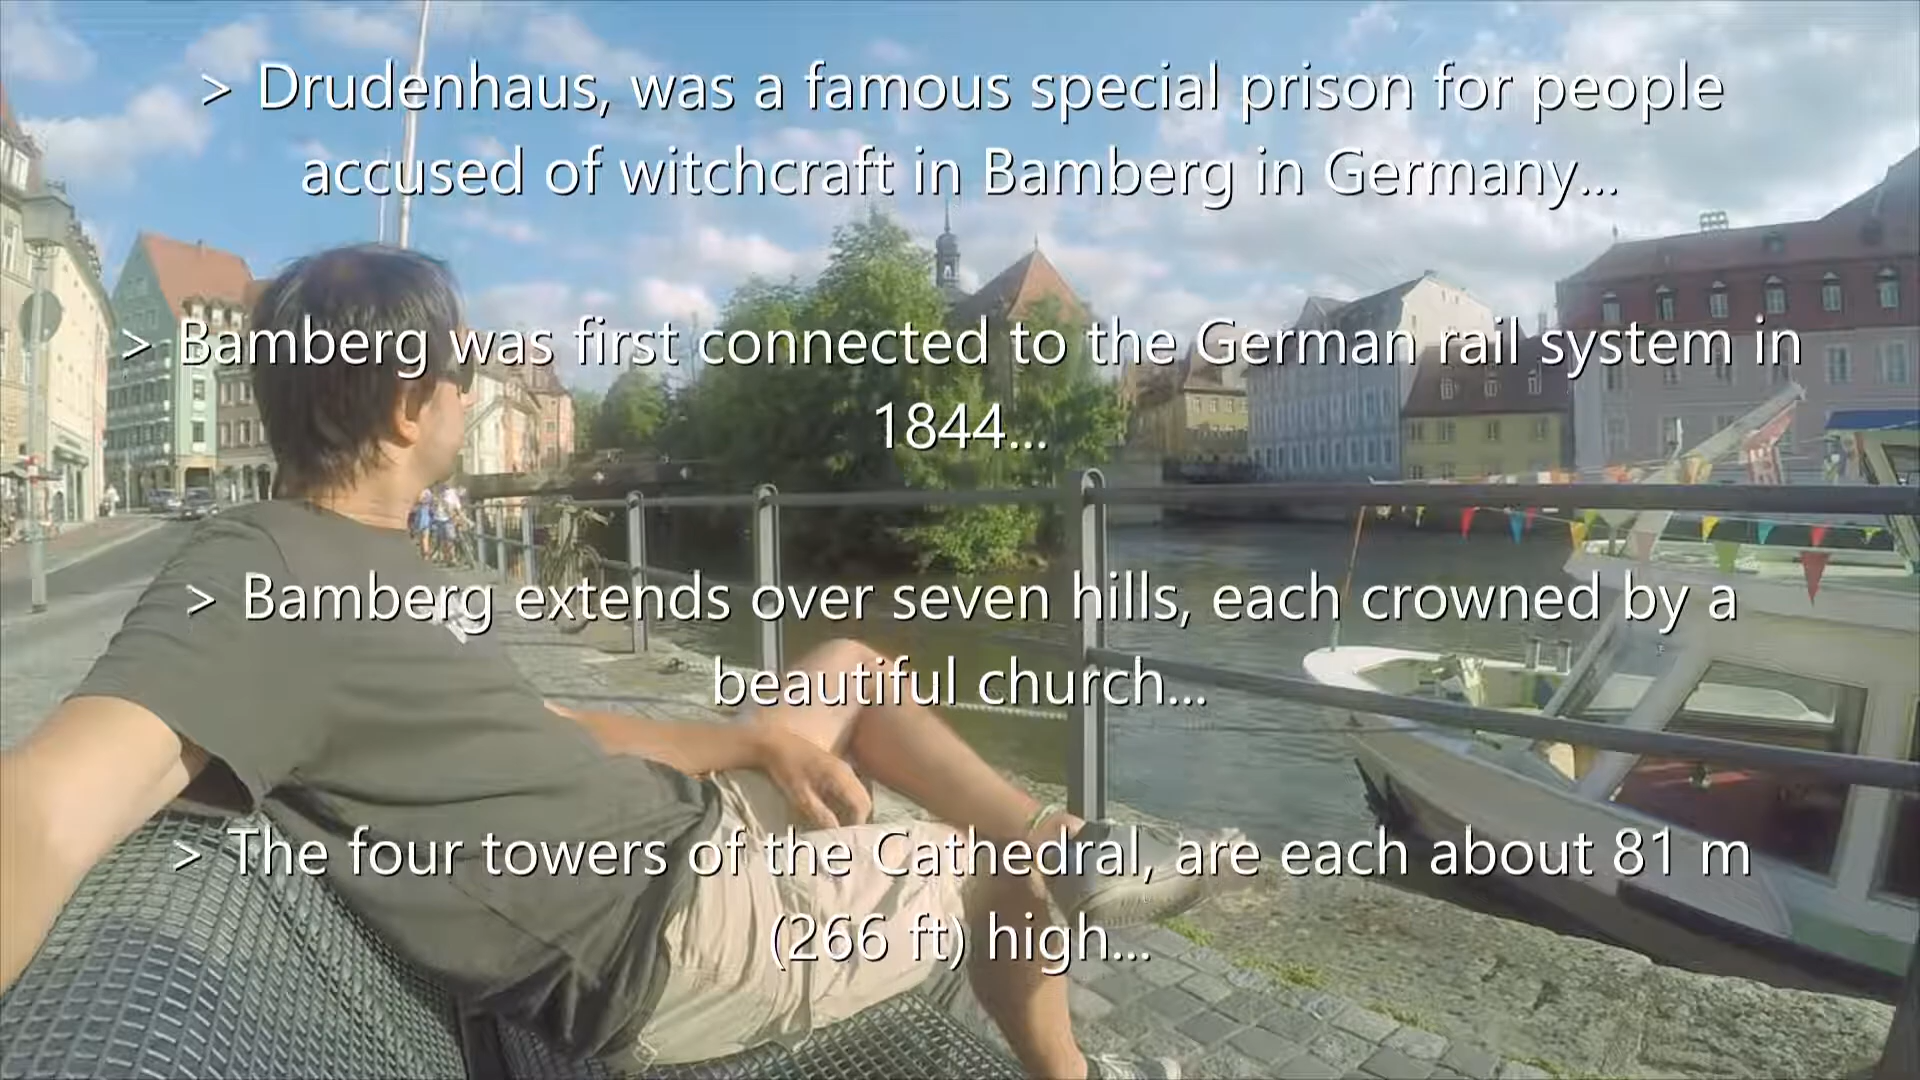 > Drudenhaus, was a famous special prison for people
accused of witchcraft in Bamberg in Germany...
> Bamberg was first connected to the German rail system in
1844...
> Bamberg extends over seven hills, each crowned by a
beautiful church...
> The four towers of the Cathedral, are each about 81 m
(266 ft) high...